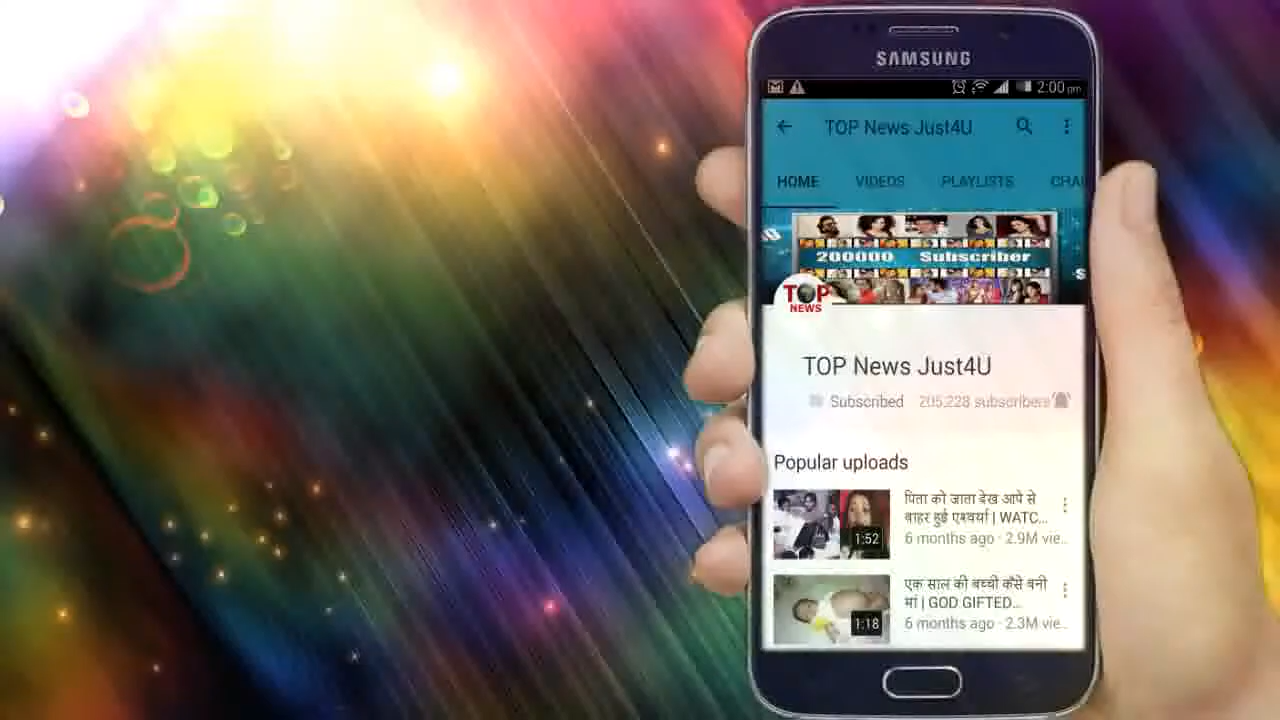 SAMSUNG
2:00 pm
TOP News Just4U
HOME VIDEOS PLAYLISTS CHA
200000 Subscriber
TOP
NEWS
TOP News Just4U
Subscribed 205,228 subscribers
Popular uploads
पिता को जाता देख आपे से
बाहर हुई एश्वर्या | WATC...
1:52
6 months ago · 2.9M vie..
एक साल की बच्ची कैसे बनी
मां | GOD GIFTED...
1:18
6 months ago · 2.3M vie..